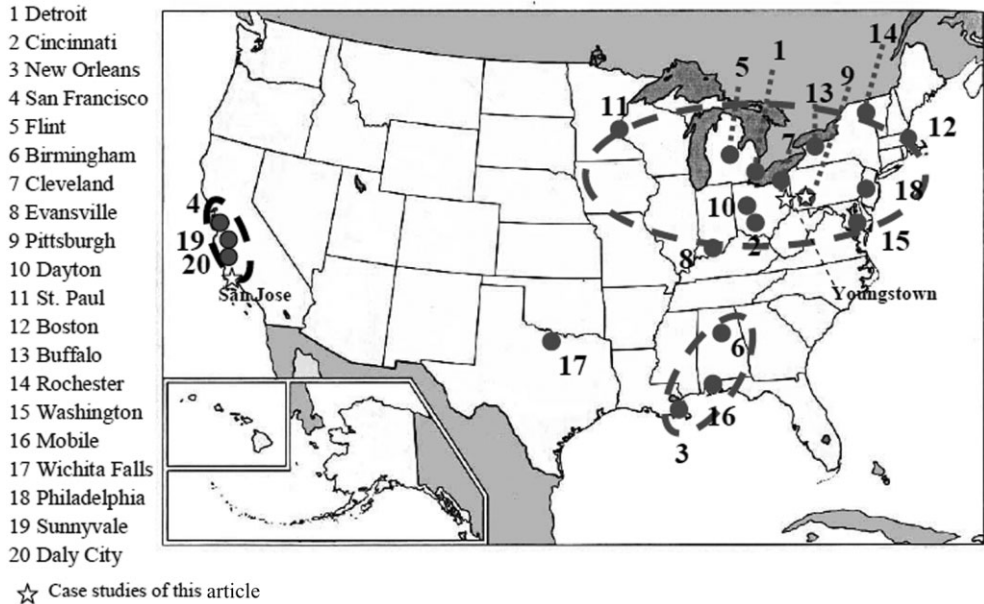 1 Detroit
2 Cincinnati
3 New Orleans
4 San Francisco
5 Flint
6 Birmingham
7 Cleveland
8 Evansville
9 Pittsburgh
10 Dayton
11 St. Paul
12 Boston
13 Buffalo
14 Rochester
15 Washington
16 Mobile
17 Wichita Falls
18 Philadelphia
19 Sunnyvale
20 Daly City
Case studies of this article
14
1
5
9
13
11
12
7
4
18
10
19
15
8
2
20
San Jose
Youngstown
6
17
16
3